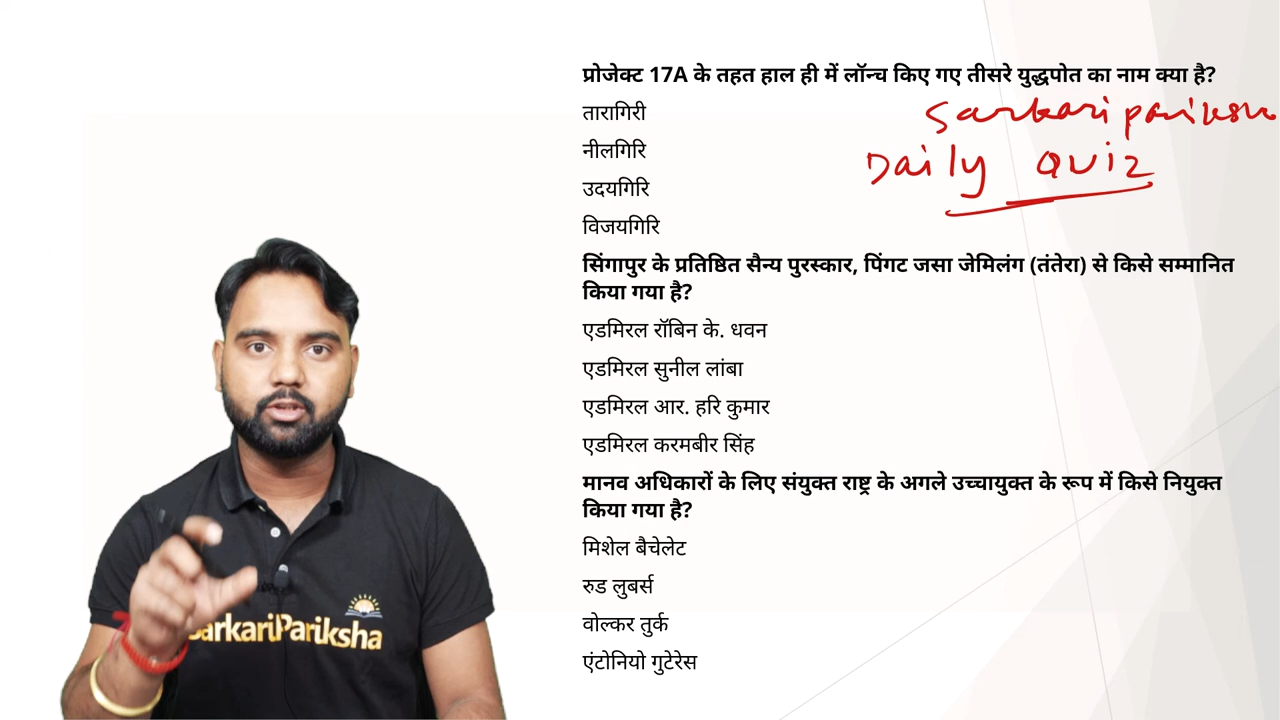 प्रोजेक्ट 17A के तहत हाल ही में लॉन्च किए गए तीसरे युद्धपोत का नाम क्या है?
तारागिरी
Sarkari pariksha
नीलगिरि
Daily QUIZ
उदयगिरि
विजयगिरि
सिंगापुर के प्रतिष्ठित सैन्य पुरस्कार, पिंगट जसा जेमिलंग (तंतेरा) से किसे सम्मानित
किया गया है?
एडमिरल रॉबिन के. धवन
एडमिरल सुनील लांबा
एडमिरल आर. हरि कुमार
एडमिरल करमबीर सिंह
मानव अधिकारों के लिए संयुक्त राष्ट्र के अगले उच्चायुक्त के रूप में किसे नियुक्त
किया गया है?
मिशेल बैचेलेट
रुड लुबर्स
वोल्कर तुर्क
एंटोनियो गुटेरेस
arkariPariksha